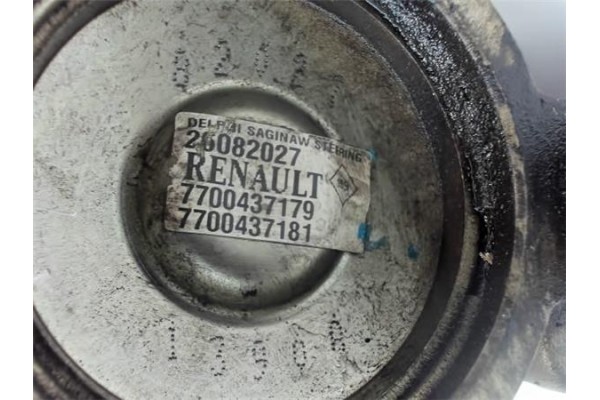 DELPHI SAGINAW STEERING
26082027
RENAULT
7700437179
7700437181